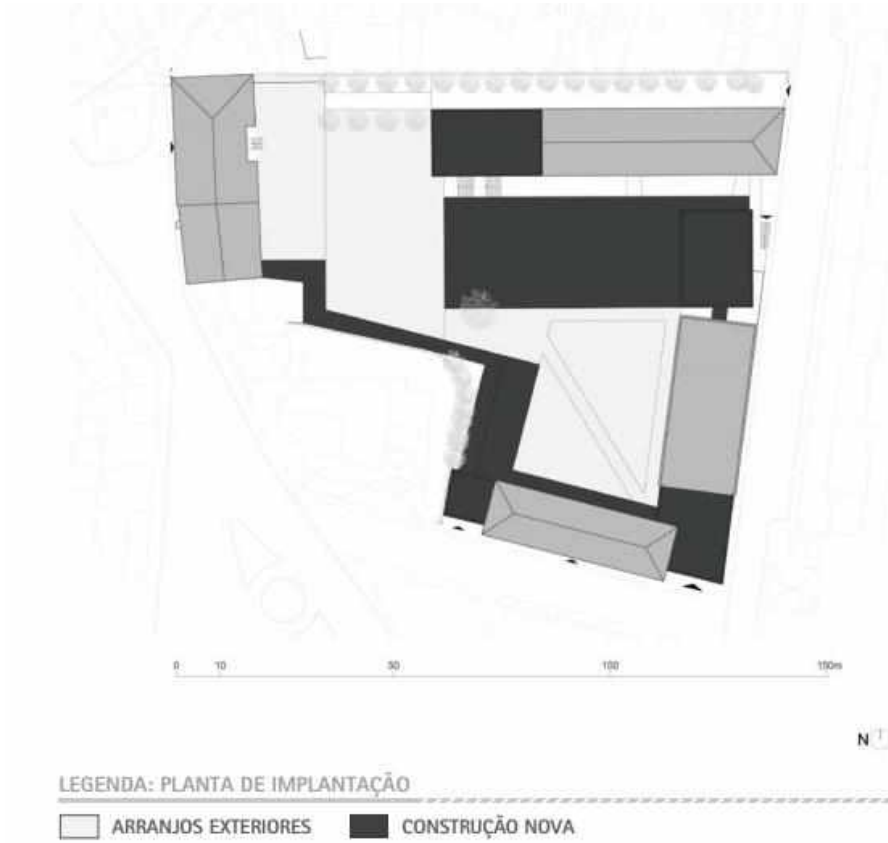 0 10 50 100 150m
N
LEGENDA: PLANTA DE IMPLANTAÇÃO
ARRANJOS EXTERIORES CONSTRUÇÃO NOVA